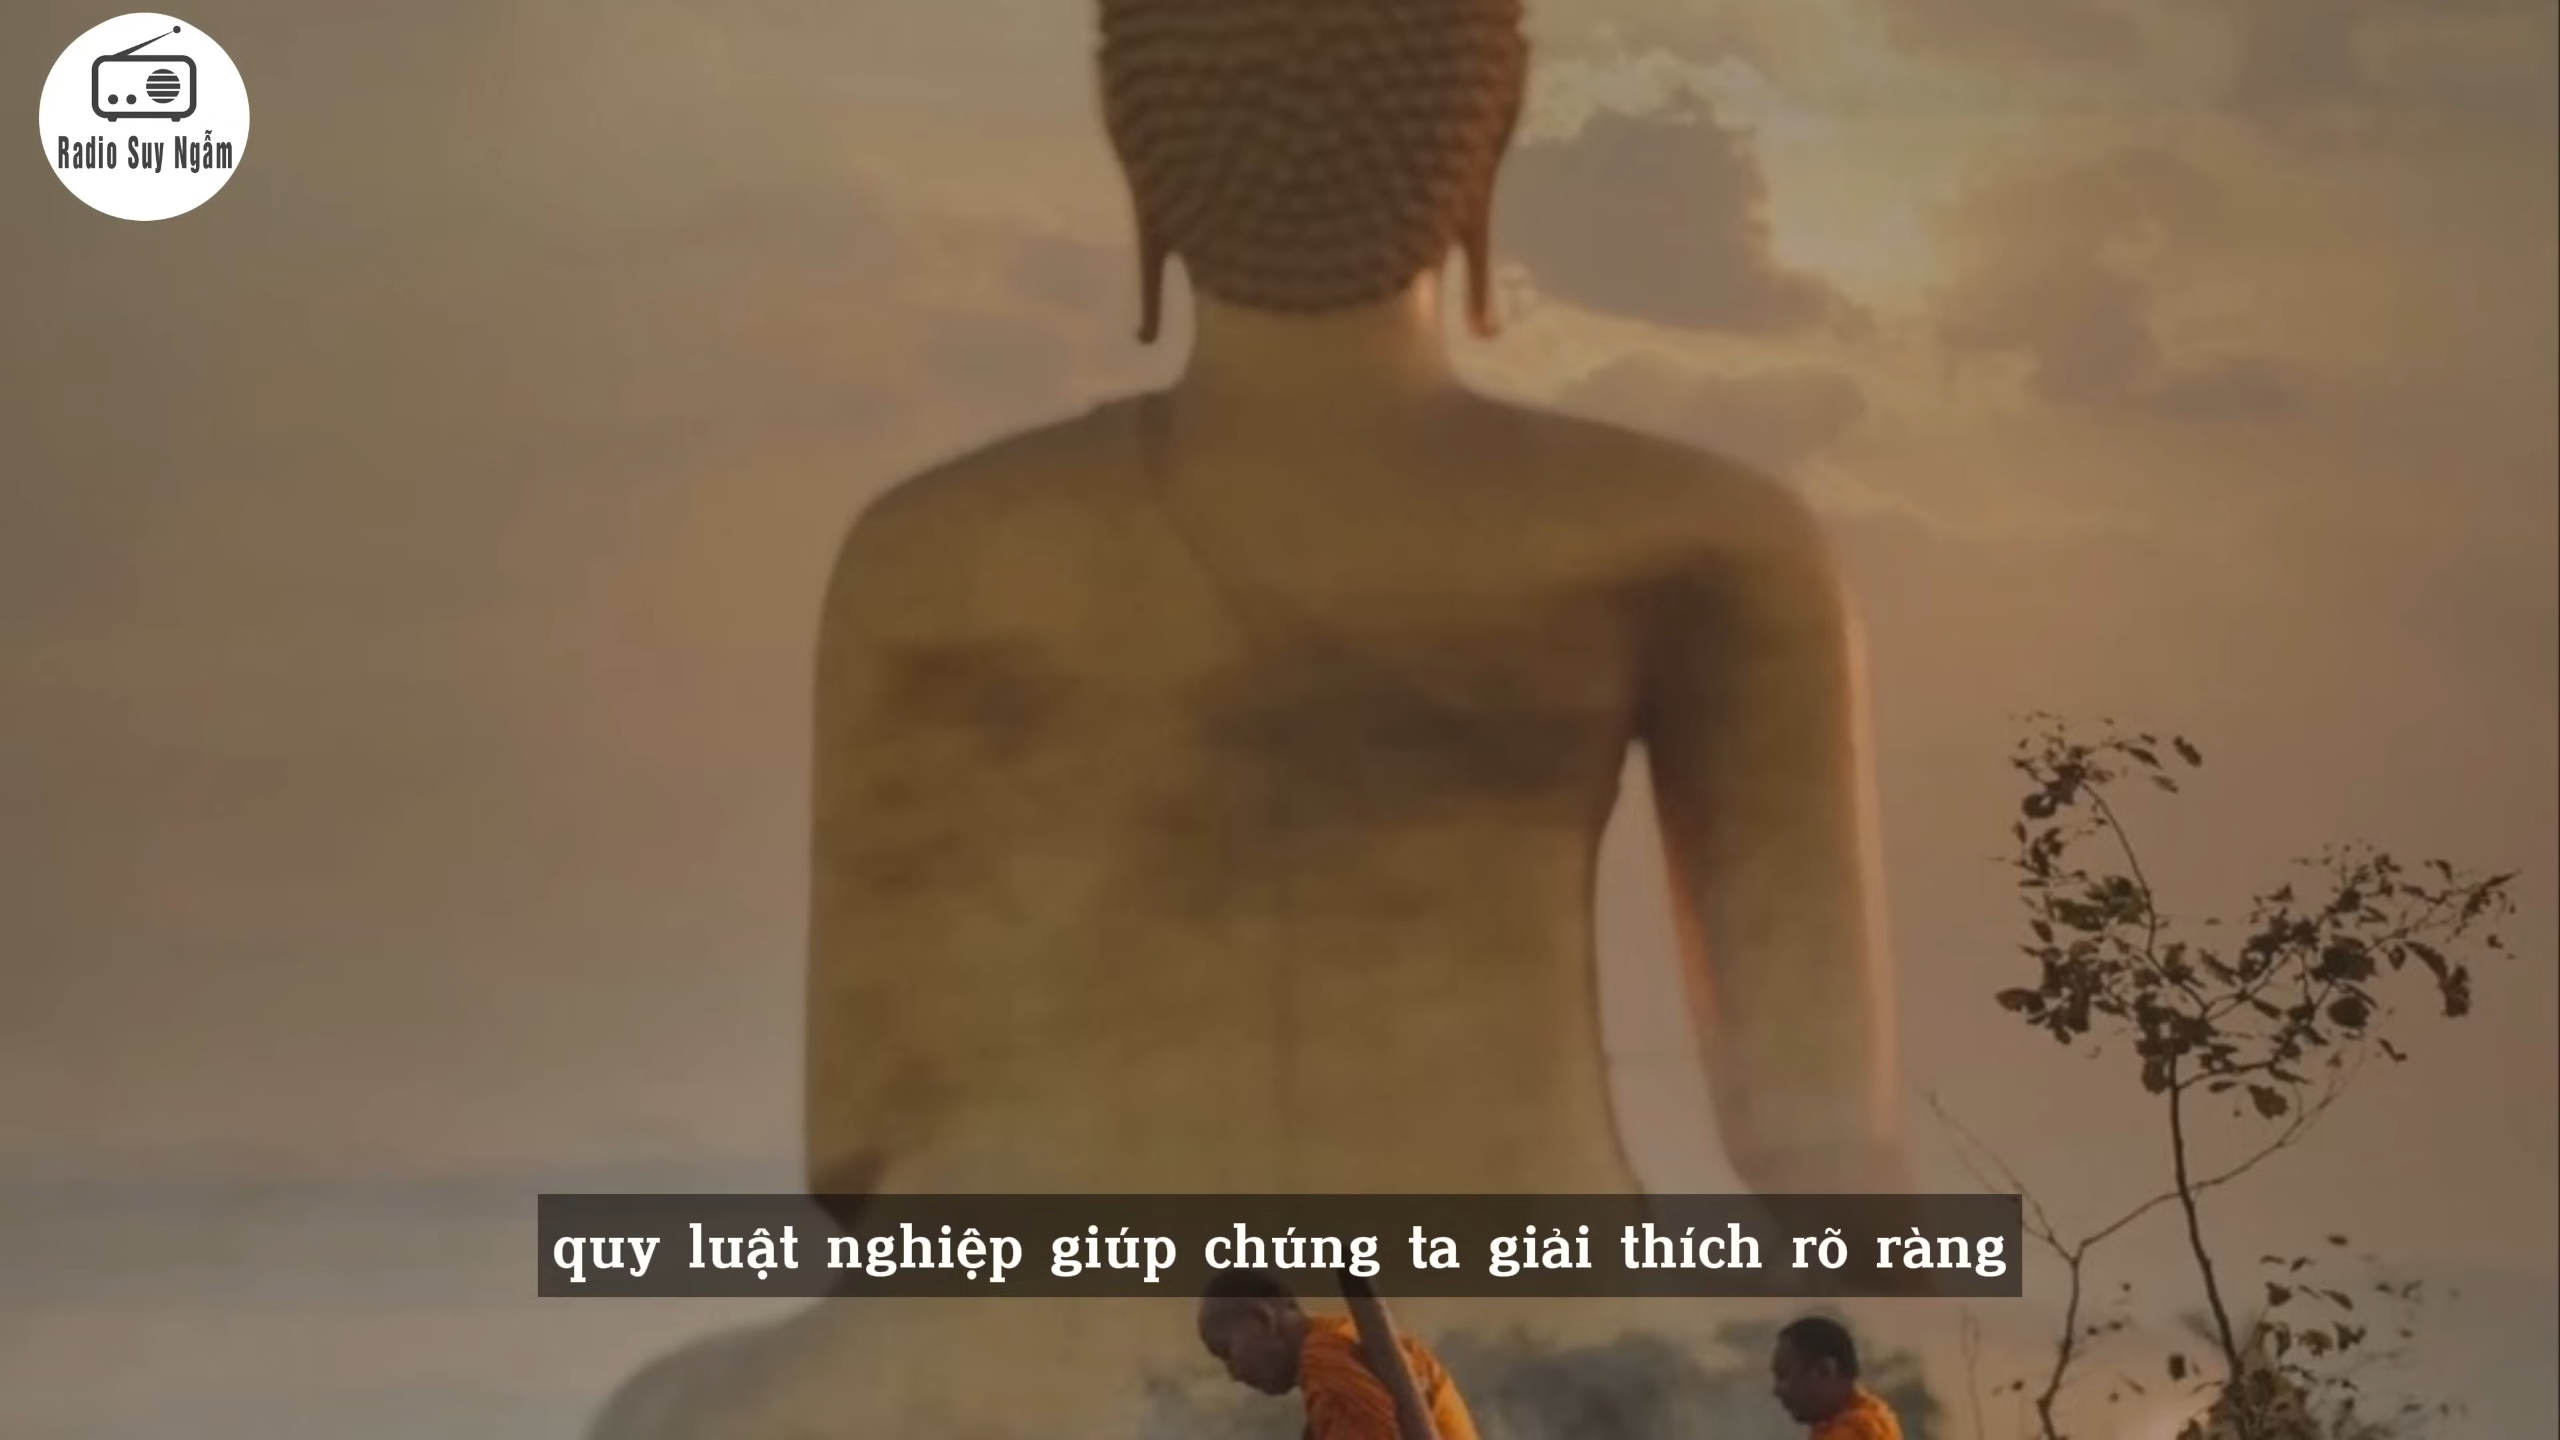 Radio Suy Ngẫm
quy luật nghiệp giúp chúng ta giải thích rõ ràng